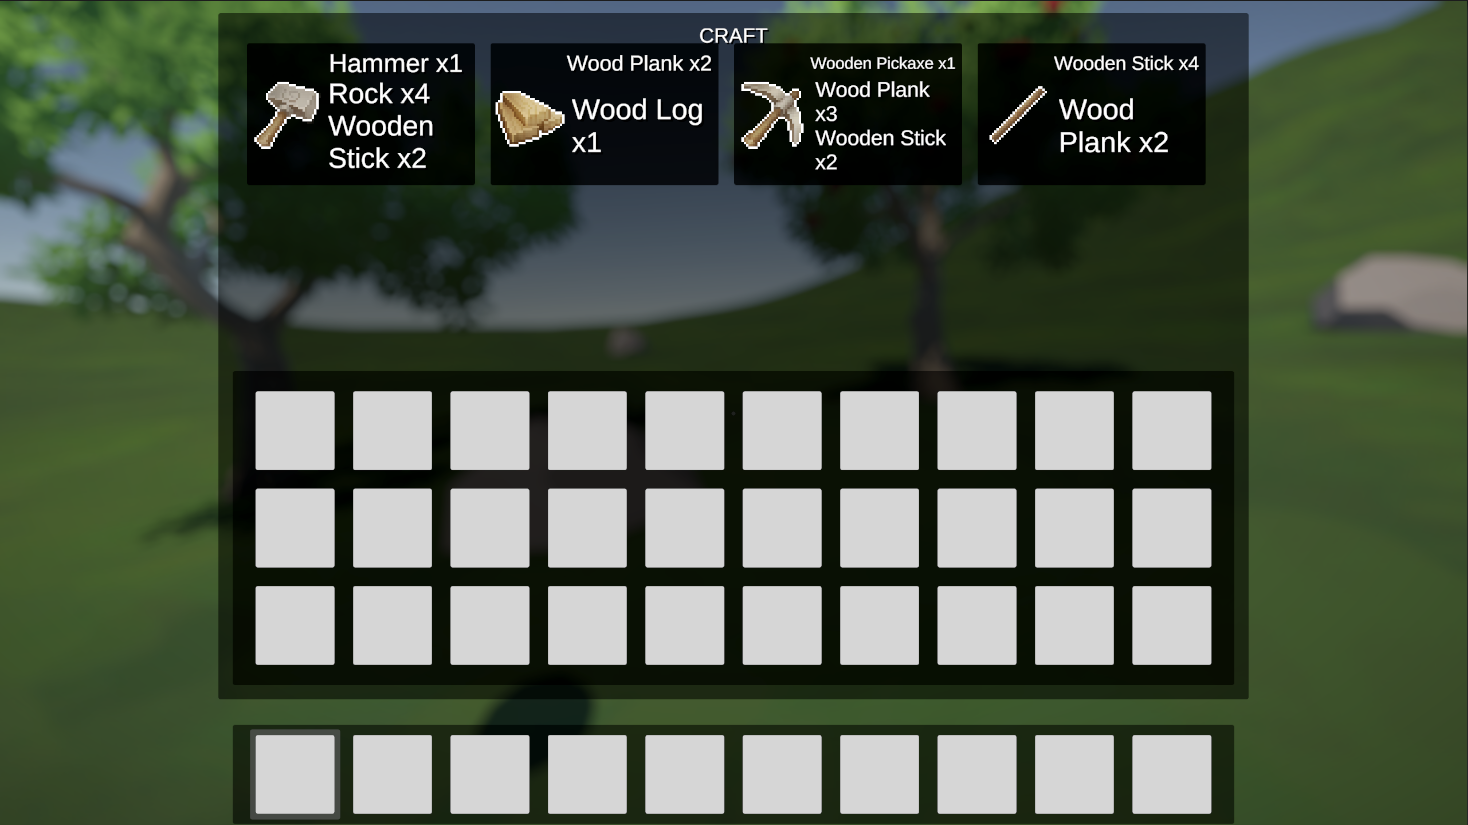 CRAFT
Hammer x1
Rock x4
Wooden
Stick x2
Wood Plank x2
Wood Log
x1
Wooden Pickaxe x1
Wood Plank
x3
Wooden Stick
x2
Wooden Stick x4
Wood
Plank x2